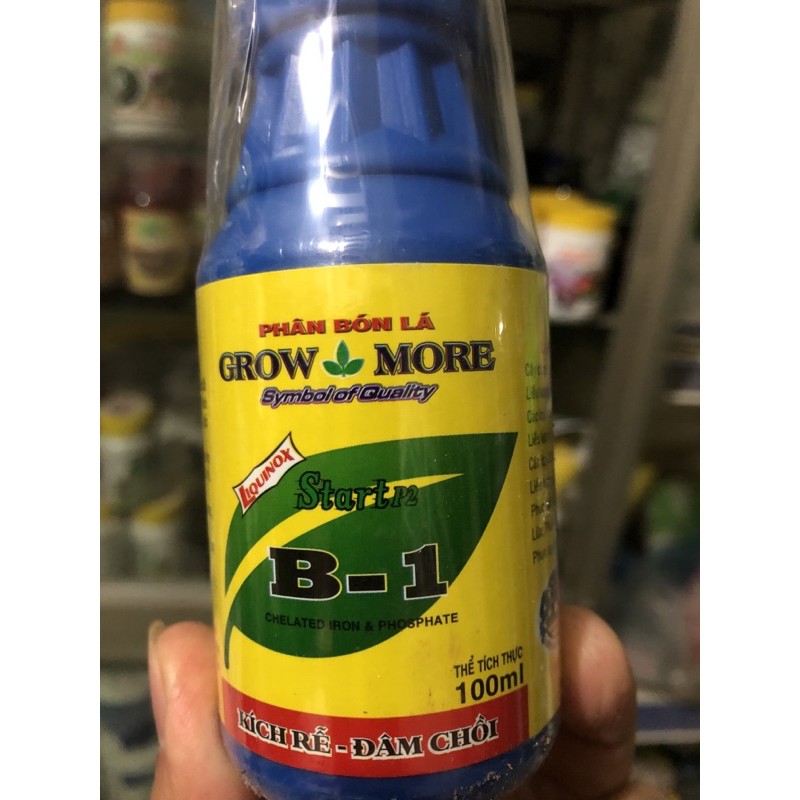 PHÂN BÓN LÁ
GROW MORE
Symbol of Quality
LIQUINOX
Start P2
B-1
CHELATED IRON & PHOSPHATE
THỂ TÍCH THỰC
100ml
KÍCH RỄ - ĐÂM CHỒI